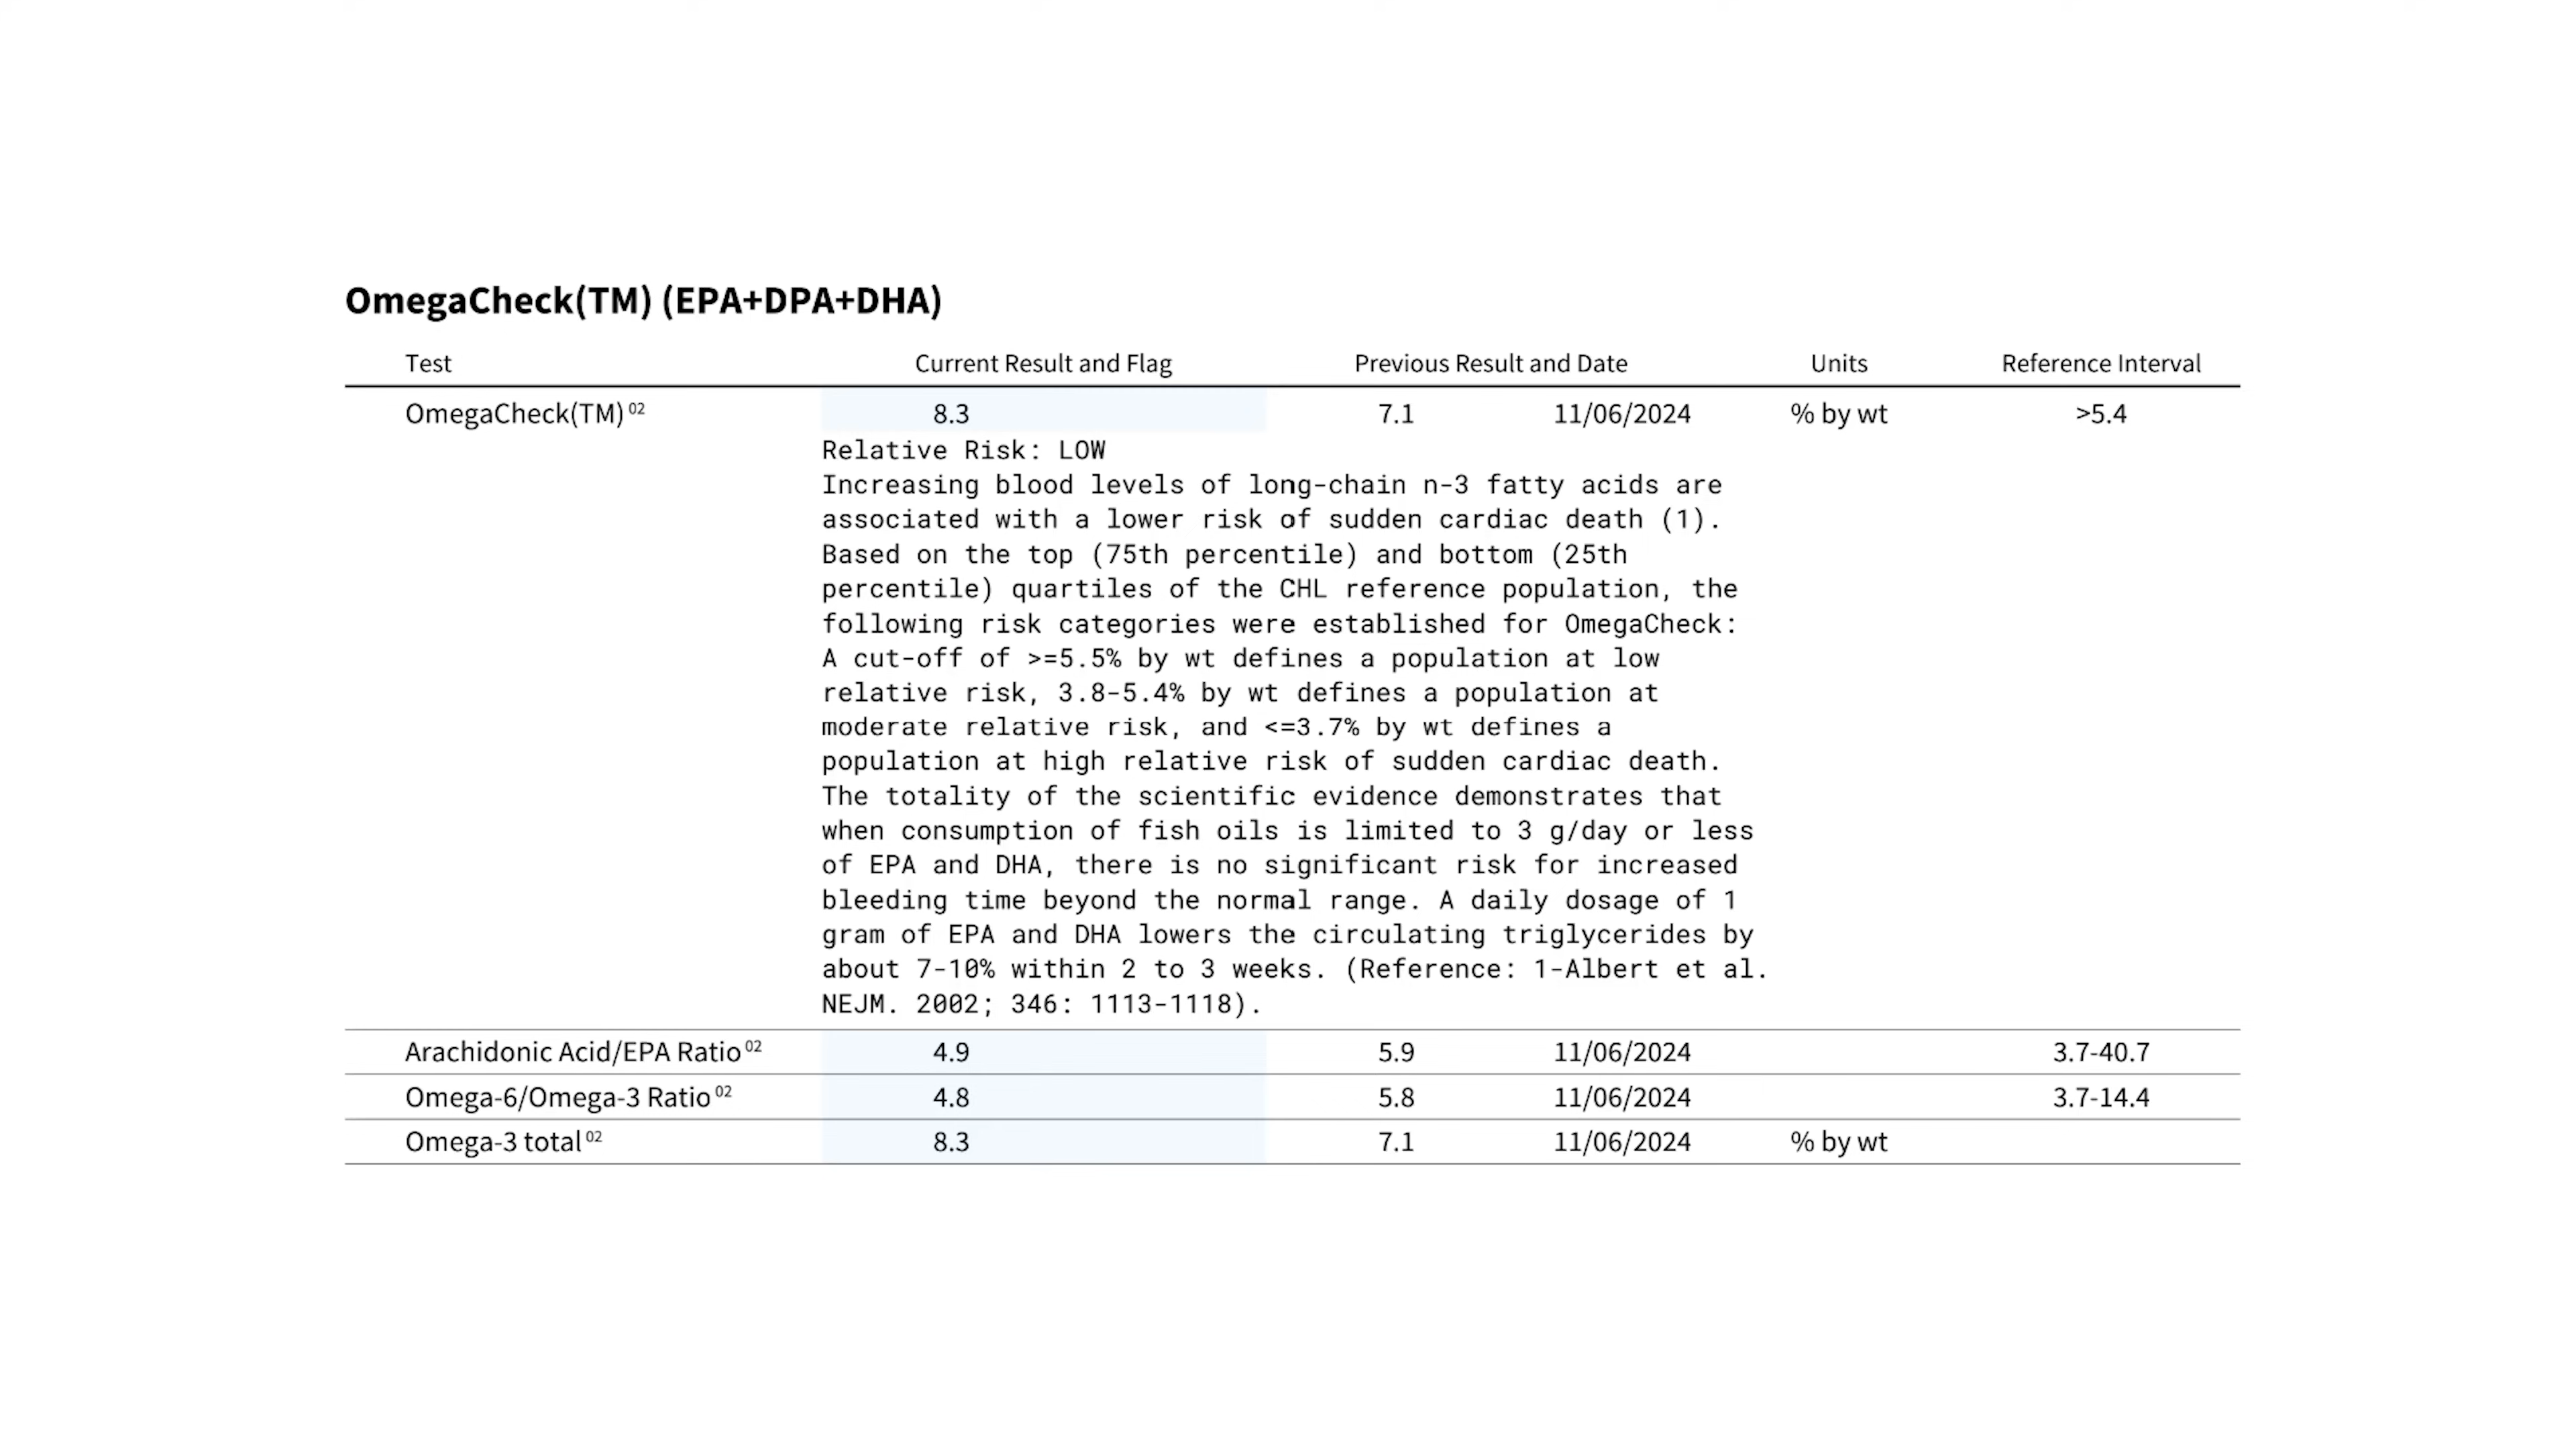 OmegaCheck(TM) (EPA+DPA+DHA)
Test Current Result and Flag Previous Result and Date Units Reference Interval
OmegaCheck(TM) 02 8.3 7.1 11/06/2024 % by wt >5.4
Relative Risk: LOW
Increasing blood levels of long-chain n-3 fatty acids are
associated with a lower risk of sudden cardiac death (1).
Based on the top (75th percentile) and bottom (25th
percentile) quartiles of the CHL reference population, the
following risk categories were established for OmegaCheck:
A cut-off of >=5.5% by wt defines a population at low
relative risk, 3.8-5.4% by wt defines a population at
moderate relative risk, and <=3.7% by wt defines a
population at high relative risk of sudden cardiac death.
The totality of the scientific evidence demonstrates that
when consumption of fish oils is limited to 3 g/day or less
of EPA and DHA, there is no significant risk for increased
bleeding time beyond the normal range. A daily dosage of 1
gram of EPA and DHA lowers the circulating triglycerides by
about 7-10% within 2 to 3 weeks. (Reference: 1-Albert et al.
NEJM. 2002; 346: 1113-1118).
Arachidonic Acid/EPA Ratio 02 4.9 5.9 11/06/2024 3.7-40.7
Omega-6/Omega-3 Ratio 02 4.8 5.8 11/06/2024 3.7-14.4
Omega-3 total 02 8.3 7.1 11/06/2024 % by wt